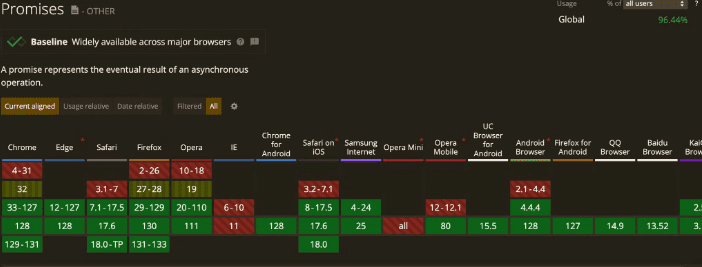 Promises - OTHER
Usage % of all users ?
Global 96.44%
Baseline Widely available across major browsers
A promise represents the eventual result of an asynchronous
operation.
Current aligned Usage relative Date relative Filtered All
Chrome Edge * Safari Firefox Opera IE Chrome for Android Safari on iOS * Samsung Internet Opera Mini * Opera Mobile * UC Browser for Android Android Browser * Firefox for Android QQ Browser Baidu Browser
4-31 2-26 10-18
32 3.1-7 27-28 19 3.2-7.1 2.1-4.4
33-127 12-127 7.1-17.5 29-129 20-110 6-10 8-17.5 4-24 12-12.1 4.4.4
128 128 17.6 130 111 11 128 17.6 25 all 80 15.5 128 127 14.9 13.52
129-131 18.0-TP 131-133 18.0